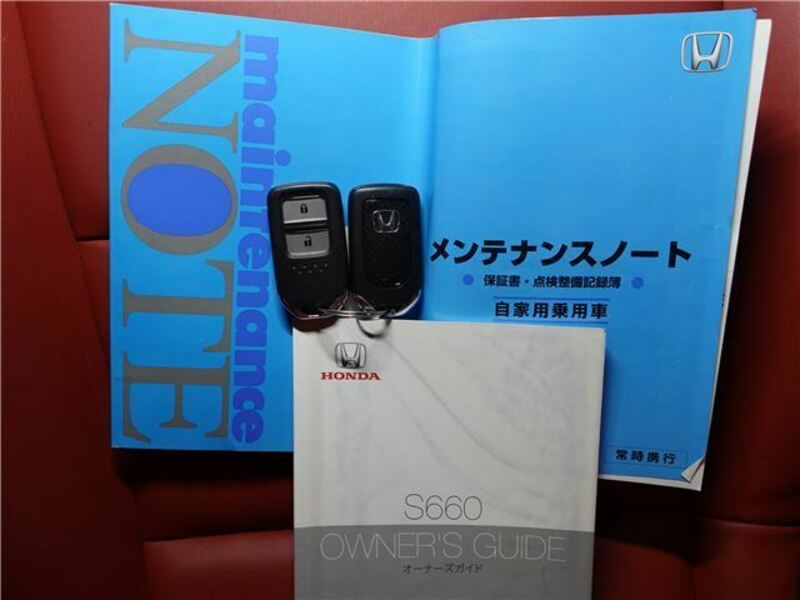 maintenance
NOTE
メンテナンスノート
保証書・点検整備記録簿
自家用乗用車
常時携行
HONDA
S660
OWNER'S GUIDE
オーナーズガイド